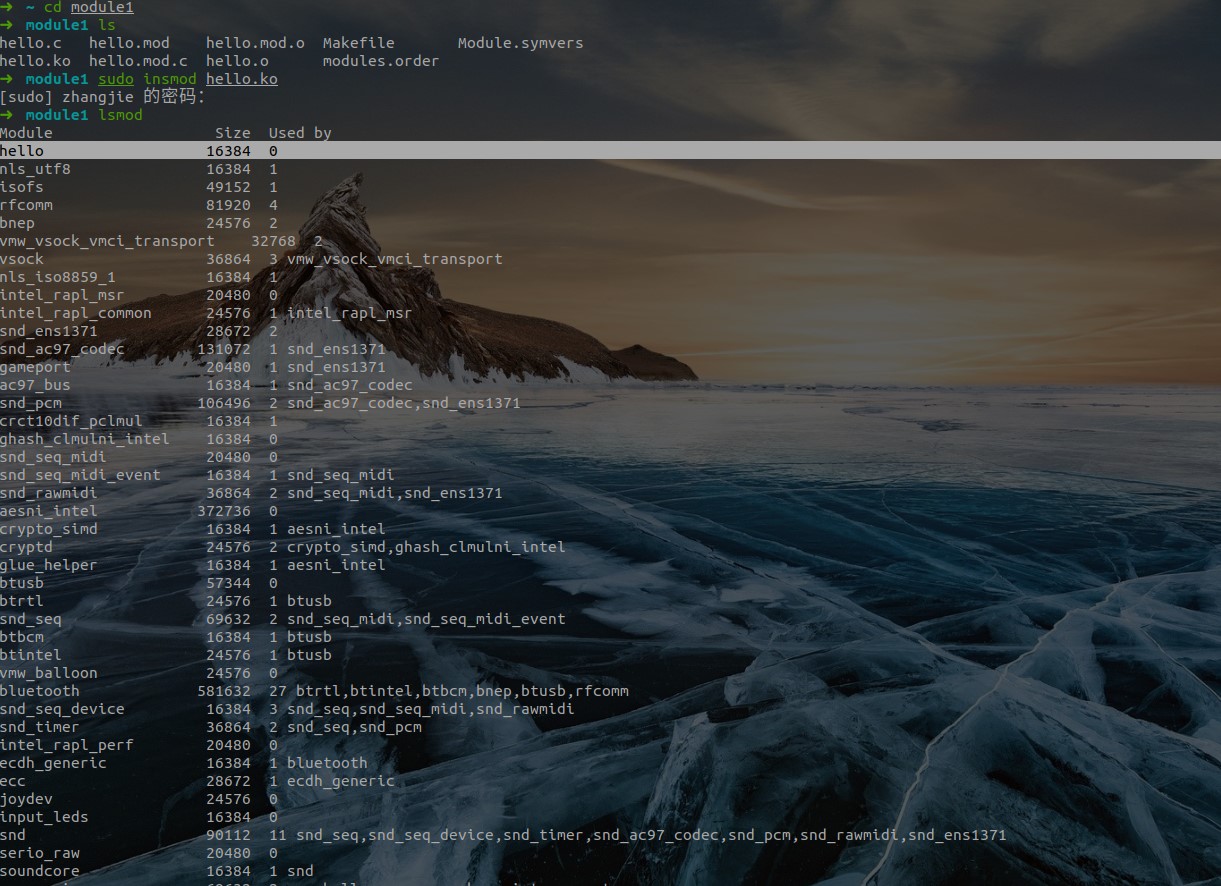 ➜ ~ cd module1
➜ module1 ls
hello.c hello.mod hello.mod.o Makefile Module.symvers
hello.ko hello.mod.c hello.o modules.order
➜ module1 sudo insmod hello.ko
[sudo] zhangjie 的密码：
➜ module1 lsmod
Module Size Used by
hello 16384 0
nls_utf8 16384 1
isofs 49152 1
rfcomm 81920 4
bnep 24576 2
vmw_vsock_vmci_transport 32768 2
vsock 36864 3 vmw_vsock_vmci_transport
nls_iso8859_1 16384 1
intel_rapl_msr 20480 0
intel_rapl_common 24576 1 intel_rapl_msr
snd_ens1371 28672 2
snd_ac97_codec 131072 1 snd_ens1371
gameport 20480 1 snd_ens1371
ac97_bus 16384 1 snd_ac97_codec
snd_pcm 106496 2 snd_ac97_codec,snd_ens1371
crct10dif_pclmul 16384 1
ghash_clmulni_intel 16384 0
snd_seq_midi 20480 0
snd_seq_midi_event 16384 1 snd_seq_midi
snd_rawmidi 36864 2 snd_seq_midi,snd_ens1371
aesni_intel 372736 0
crypto_simd 16384 1 aesni_intel
cryptd 24576 2 crypto_simd,ghash_clmulni_intel
glue_helper 16384 1 aesni_intel
btusb 57344 0
btrtl 24576 1 btusb
snd_seq 69632 2 snd_seq_midi,snd_seq_midi_event
btbcm 16384 1 btusb
btintel 24576 1 btusb
vmw_balloon 24576 0
bluetooth 581632 27 btrtl,btintel,btbcm,bnep,btusb,rfcomm
snd_seq_device 16384 3 snd_seq,snd_seq_midi,snd_rawmidi
snd_timer 36864 2 snd_seq,snd_pcm
intel_rapl_perf 20480 0
ecdh_generic 16384 1 bluetooth
ecc 28672 1 ecdh_generic
joydev 24576 0
input_leds 16384 0
snd 90112 11 snd_seq,snd_seq_device,snd_timer,snd_ac97_codec,snd_pcm,snd_rawmidi,snd_ens1371
serio_raw 20480 0
soundcore 16384 1 snd